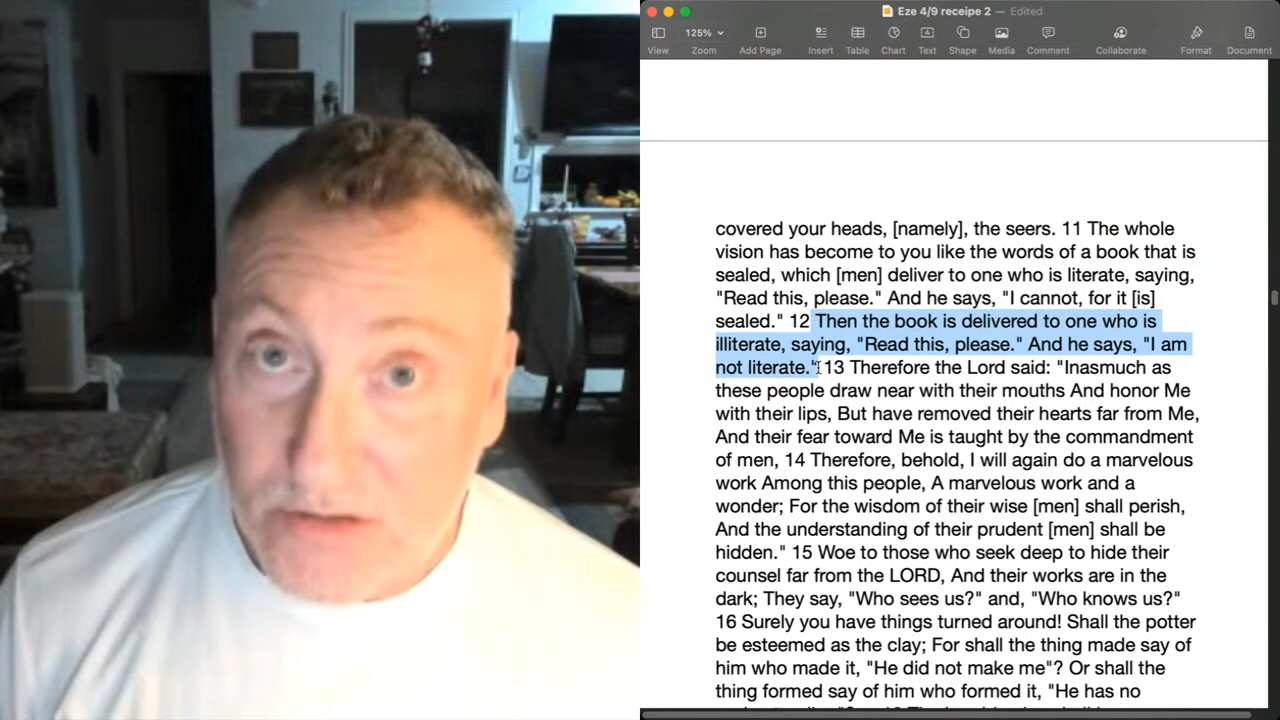 Eze 4/9 receipe 2 — Edited
125%
View Zoom Add Page Insert Table Chart Text Shape Media Comment Collaborate Format Document
covered your heads, [namely], the seers. 11 The whole
vision has become to you like the words of a book that is
sealed, which [men] deliver to one who is literate, saying,
"Read this, please." And he says, "I cannot, for it [is]
sealed." 12 Then the book is delivered to one who is
illiterate, saying, "Read this, please." And he says, "I am
not literate." 13 Therefore the Lord said: "Inasmuch as
these people draw near with their mouths And honor Me
with their lips, But have removed their hearts far from Me,
And their fear toward Me is taught by the commandment
of men, 14 Therefore, behold, I will again do a marvelous
work Among this people, A marvelous work and a
wonder; For the wisdom of their wise [men] shall perish,
And the understanding of their prudent [men] shall be
hidden." 15 Woe to those who seek deep to hide their
counsel far from the LORD, And their works are in the
dark; They say, "Who sees us?" and, "Who knows us?"
16 Surely you have things turned around! Shall the potter
be esteemed as the clay; For shall the thing made say of
him who made it, "He did not make me"? Or shall the
thing formed say of him who formed it, "He has no